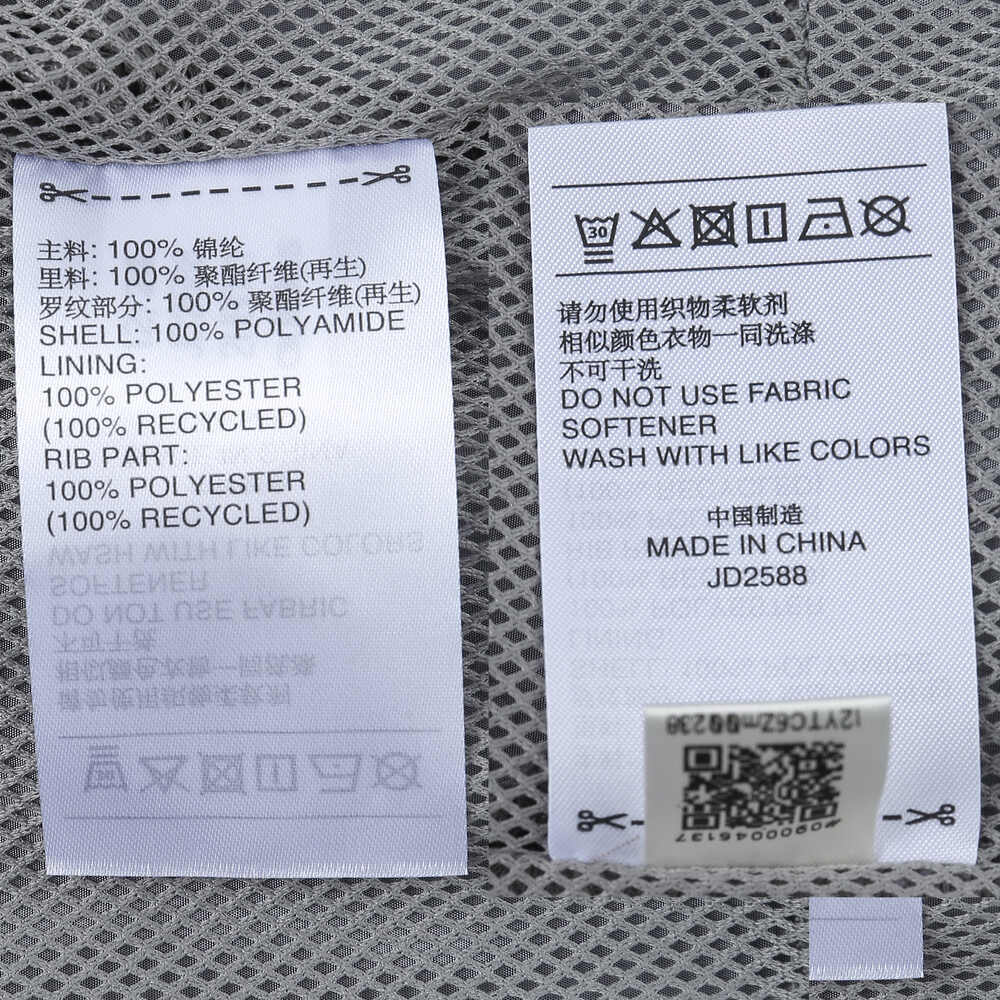 主料: 100% 锦纶
里料: 100% 聚酯纤维(再生)
罗纹部分: 100% 聚酯纤维(再生)
SHELL: 100% POLYAMIDE
LINING:
100% POLYESTER
(100% RECYCLED)
RIB PART:
100% POLYESTER
(100% RECYCLED)
30
请勿使用织物柔软剂
相似颜色衣物一同洗涤
不可干洗
DO NOT USE FABRIC
SOFTENER
WASH WITH LIKE COLORS
中国制造
MADE IN CHINA
JD2588
#0900046137